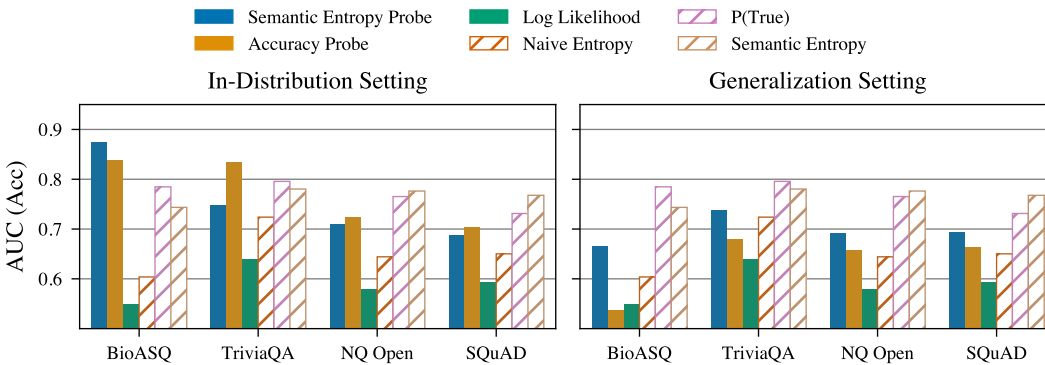 Semantic Entropy Probe Log Likelihood P(True)
Accuracy Probe Naive Entropy Semantic Entropy
In-Distribution Setting Generalization Setting
AUC (Acc)
0.9
0.8
0.7
0.6
BioASQ TriviaQA NQ Open SQuAD BioASQ TriviaQA NQ Open SQuAD